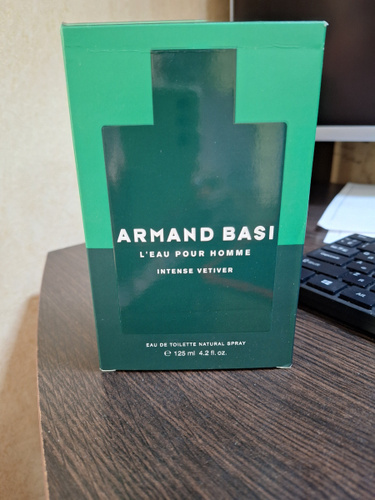 ARMAND BASI
L'EAU POUR HOMME
INTENSE VETIVER
EAU DE TOILETTE NATURAL SPRAY
℮ 125 ml 4.2 fl. oz.